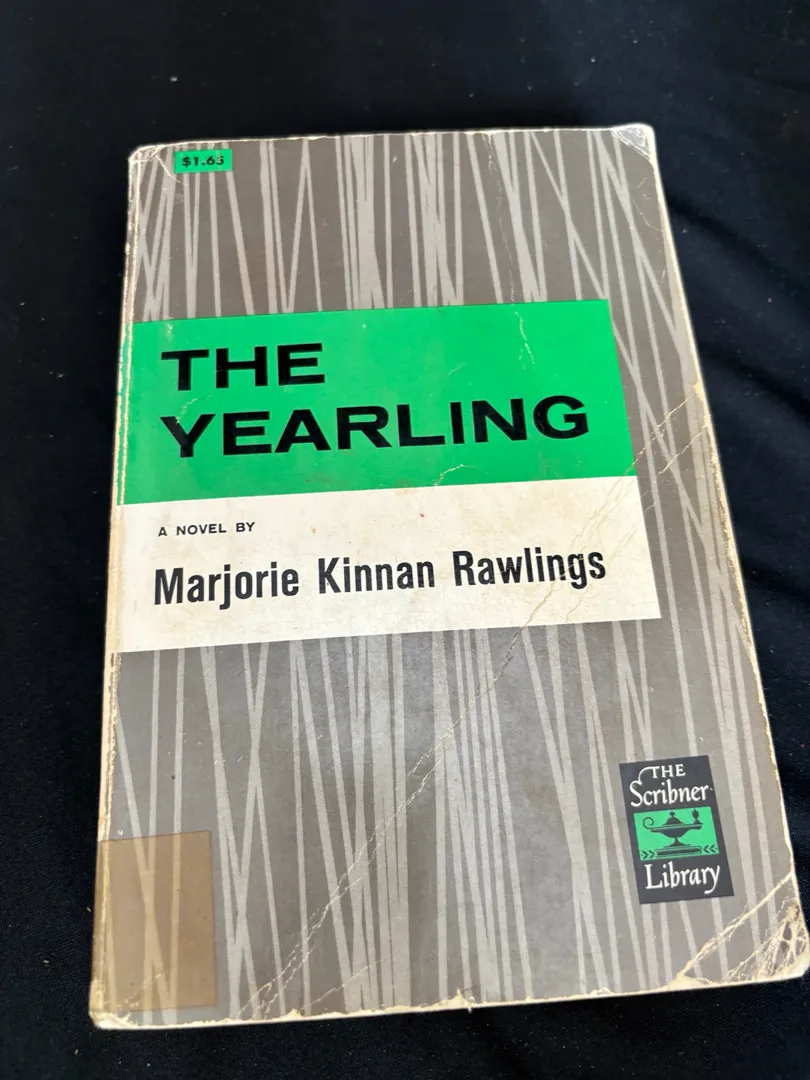 $1.65
THE
YEARLING
A NOVEL BY
Marjorie Kinnan Rawlings
THE
Scribner
Library